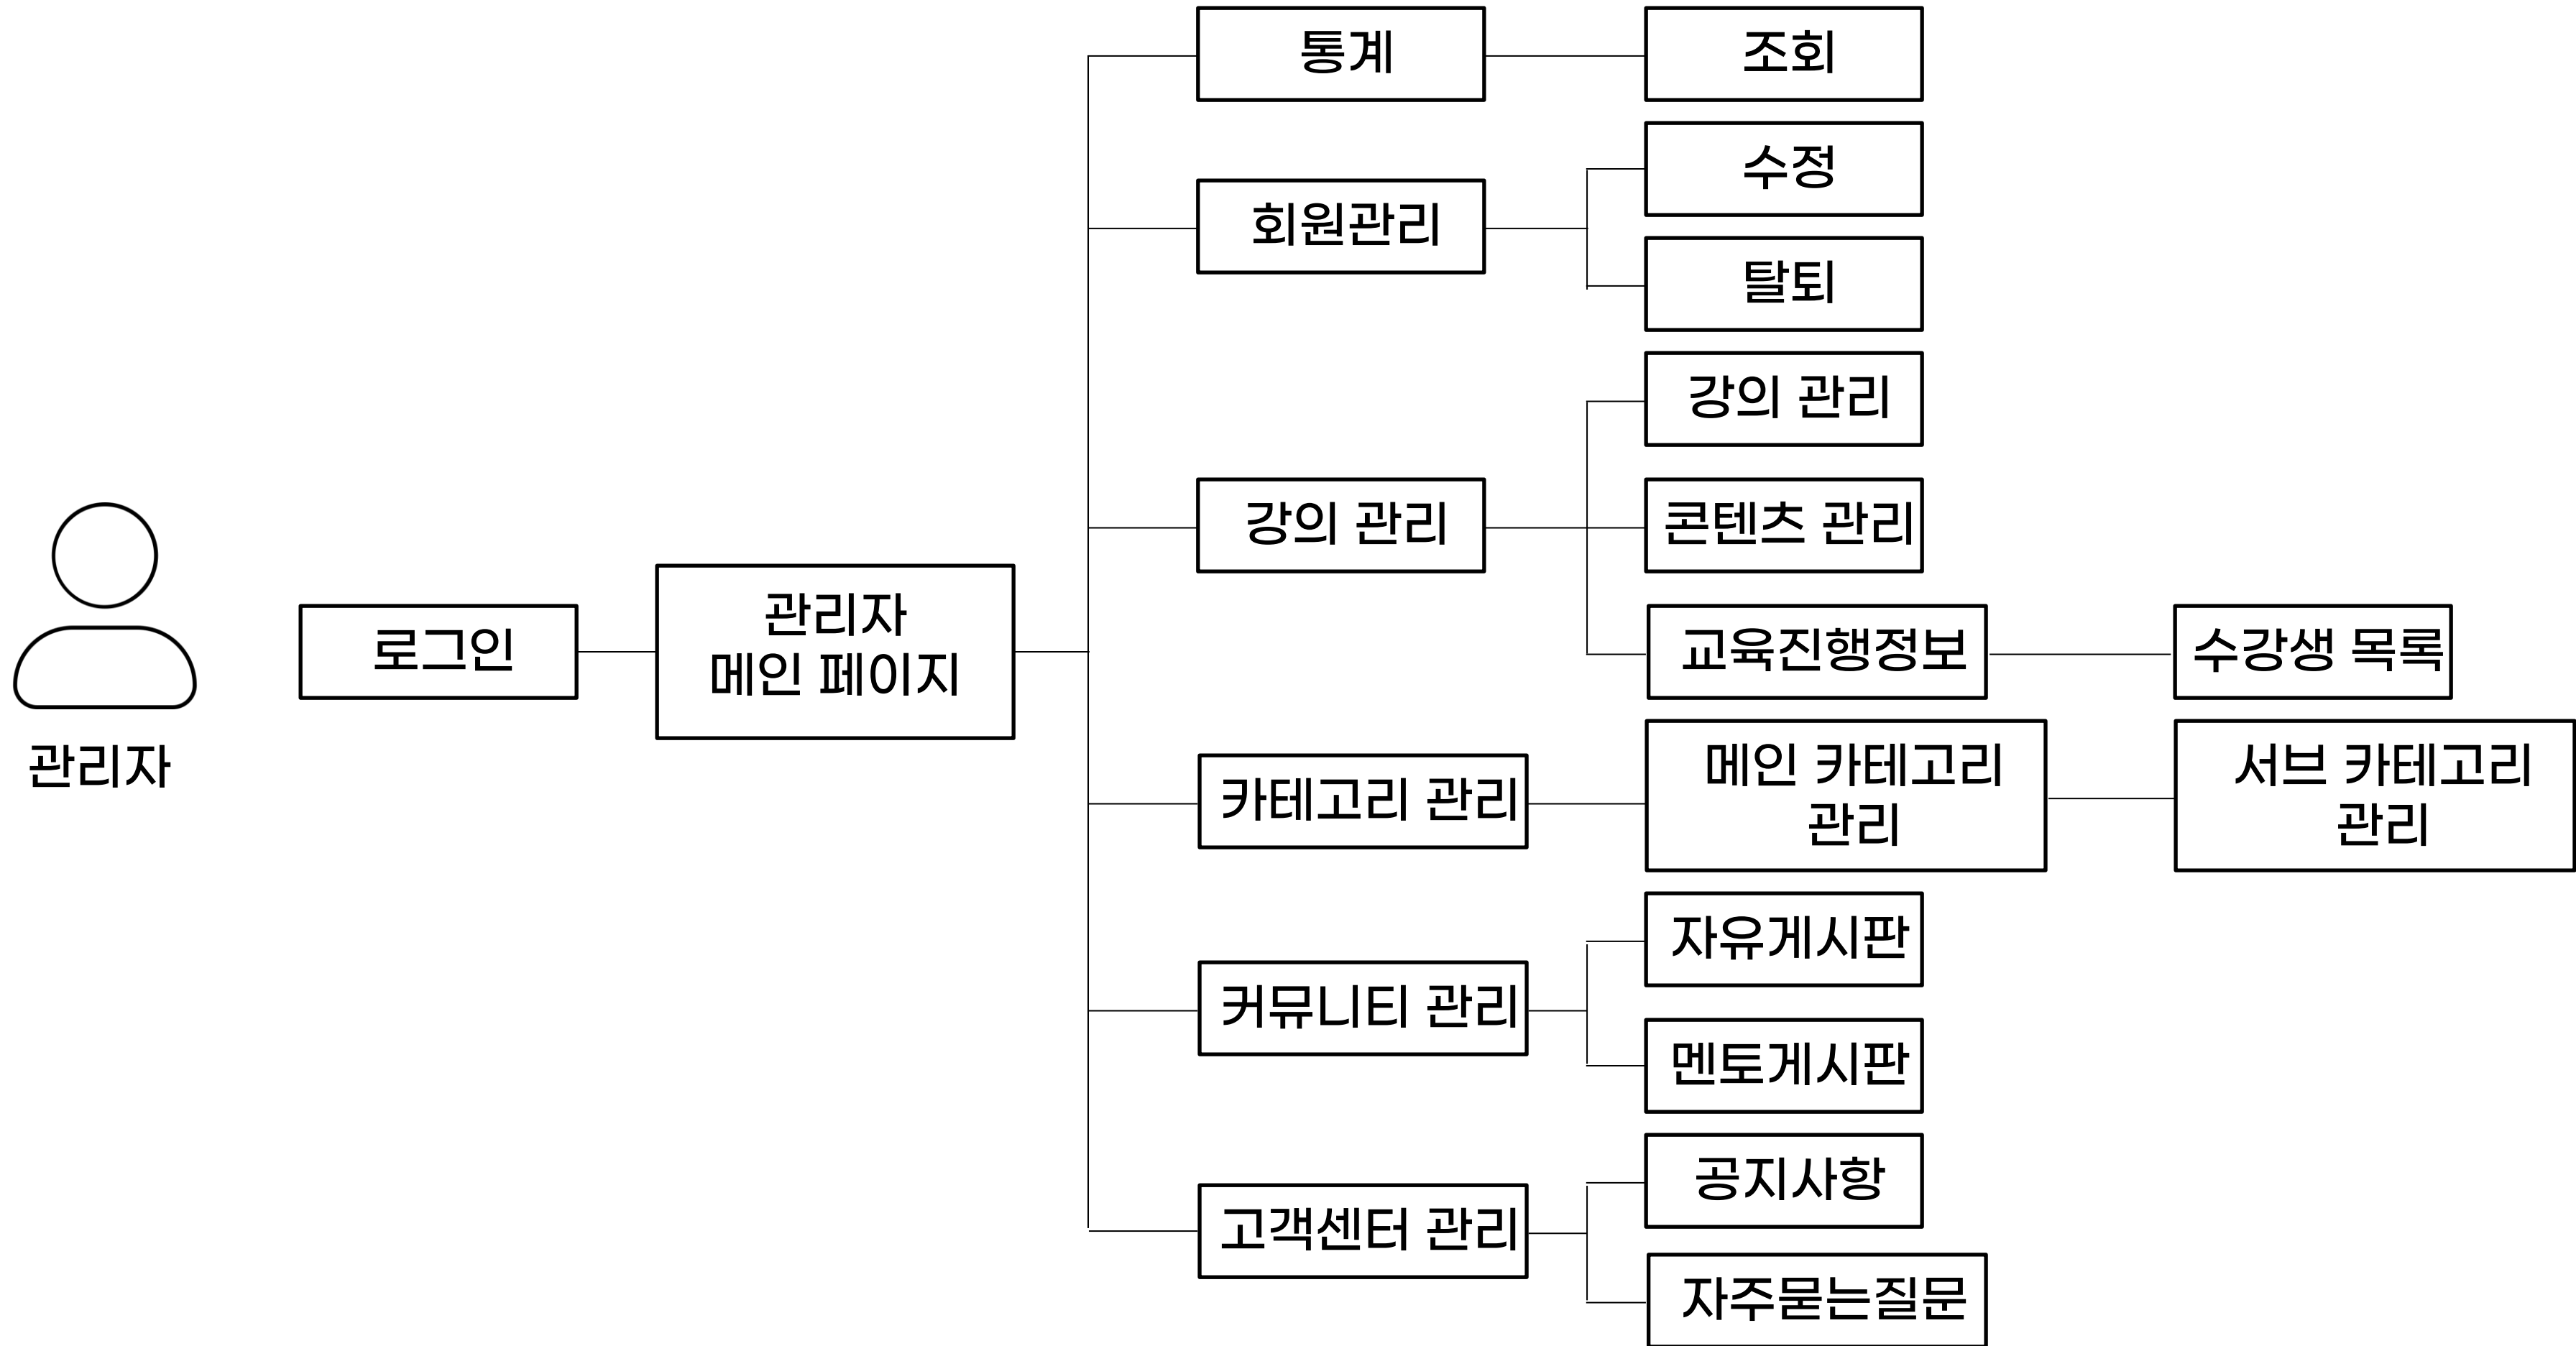 관리자
로그인
관리자
메인 페이지
통계
조회
회원관리
수정
탈퇴
강의 관리
강의 관리
콘텐츠 관리
교육진행정보
수강생 목록
카테고리 관리
메인 카테고리
관리
서브 카테고리
관리
커뮤니티 관리
자유게시판
멘토게시판
고객센터 관리
공지사항
자주묻는질문